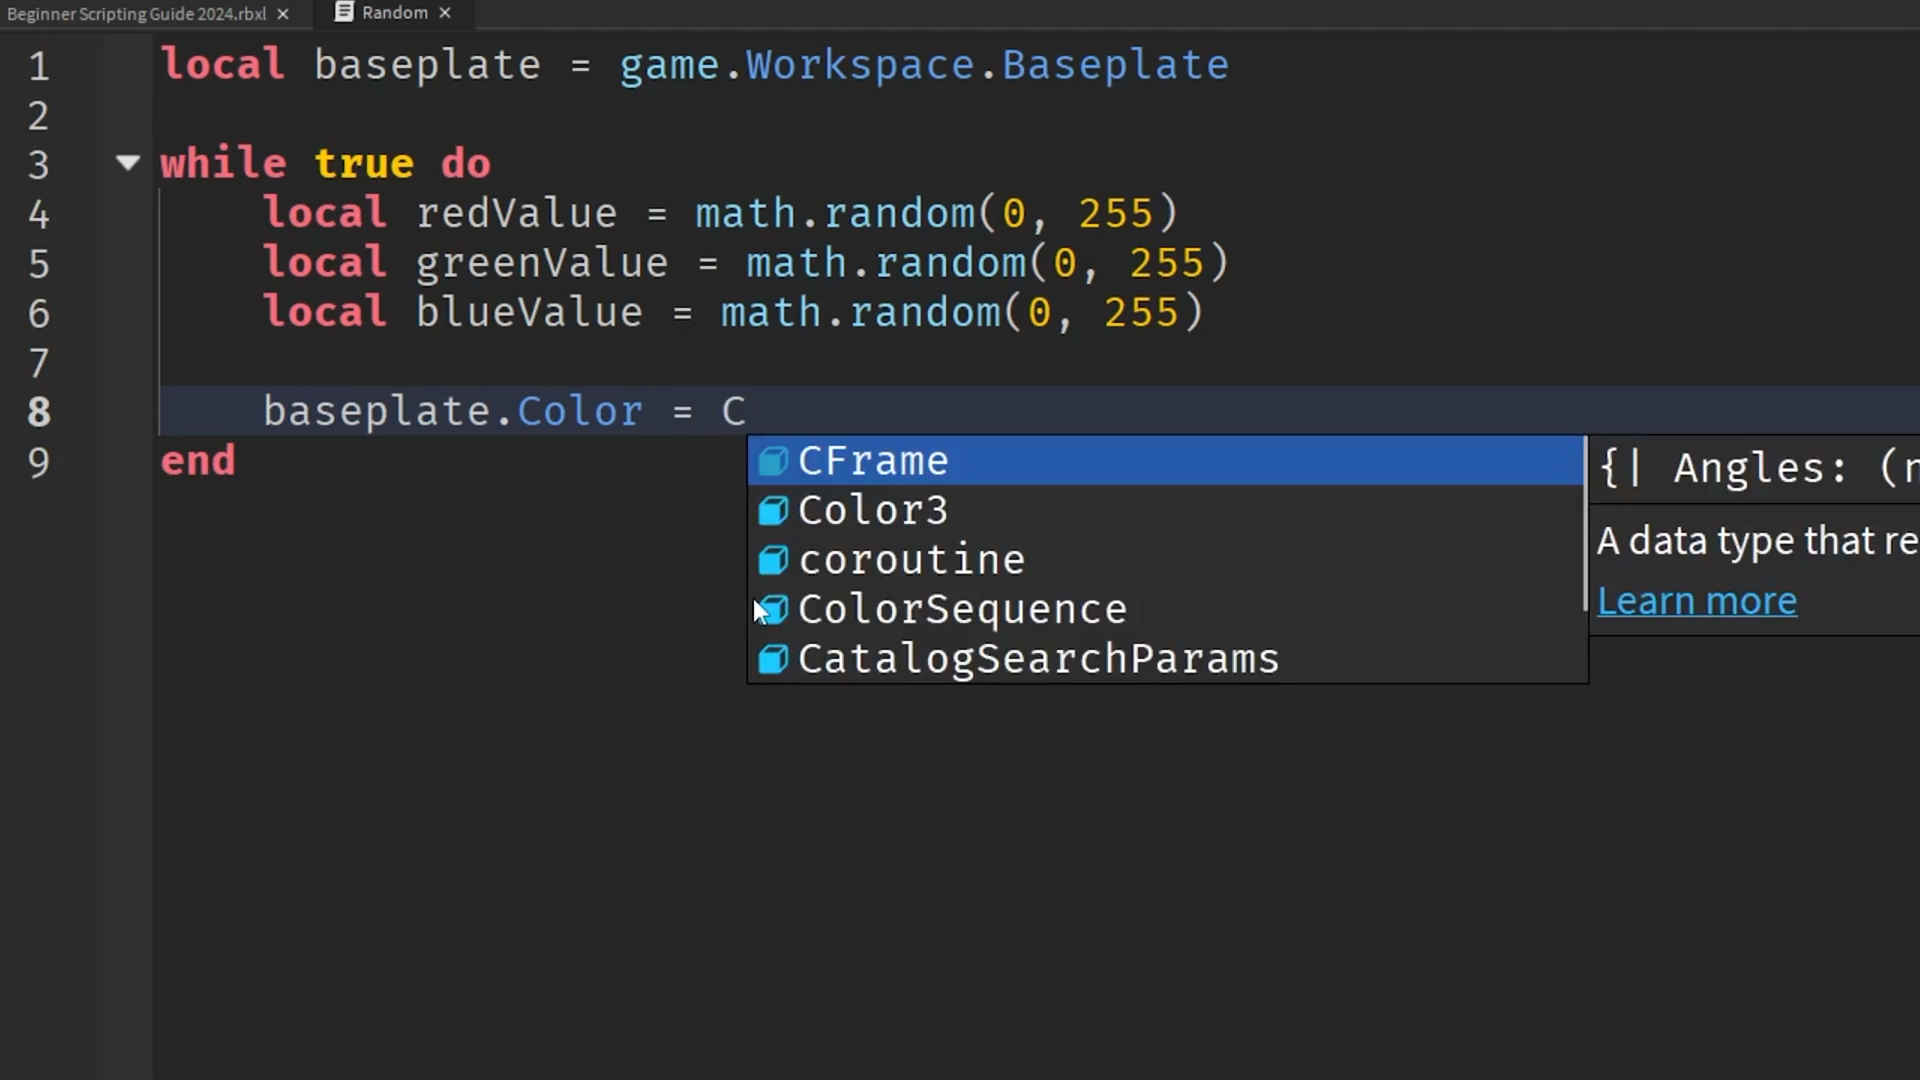 Beginner Scripting Guide 2024.rbxl
Random
1 local baseplate = game.Workspace.Baseplate
2
3 while true do
4 local redValue = math.random(0, 255)
5 local greenValue = math.random(0, 255)
6 local blueValue = math.random(0, 255)
7
8 baseplate.Color = C
9 end
CFrame
Color3
coroutine
ColorSequence
CatalogSearchParams
{| Angles: (n
A data type that re
Learn more